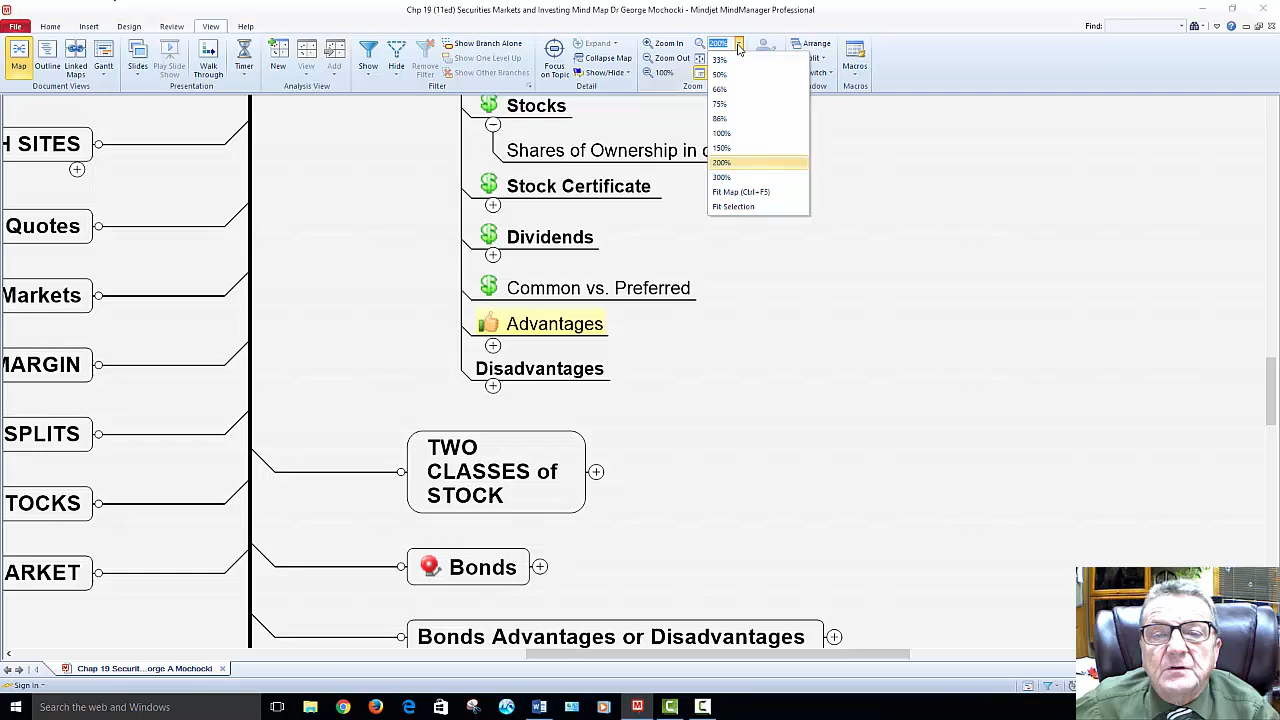 Chp 19 (11ed) Securities Markets and Investing Mind Map Dr George Mochocki - Mindjet MindManager Professional
File Home Insert Design Review View Help Find:
Map Outline Linked Maps Gantt
Document Views
Slides Slide Show Walk Through
Presentation
Timer New View Add
Analysis View
Show Hide Remove Filter
Show Branch Alone
Show One Level Up
Show Other Branches
Filter
Focus on Topic
Expand
Collapse Map
Show/Hide
Detail
Zoom In
Zoom Out
100%
Zoom
200%
33%
50%
66%
75%
86%
100%
150%
200%
300%
Fit Map (Ctrl+F5)
Fit Selection
Arrange
Macros
Macros
H SITES
Quotes
Markets
MARGIN
SPLITS
TOCKS
ARKET
Stocks
Shares of Ownership in
Stock Certificate
Dividends
Common vs. Preferred
Advantages
Disadvantages
TWO
CLASSES of
STOCK
Bonds
Bonds Advantages or Disadvantages
Chap 19 Securit...orge A Mochocki
Sign In
Search the web and Windows